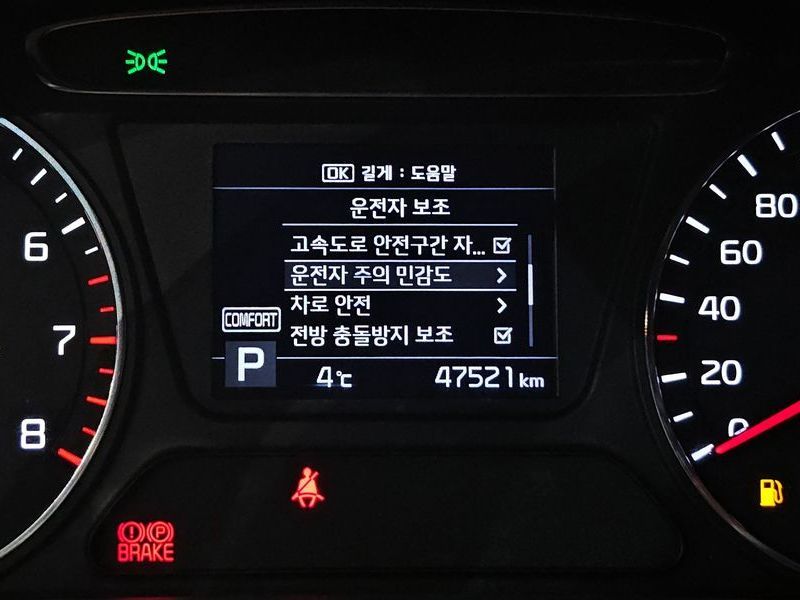 OK 길게 : 도움말
운전자 보조
고속도로 안전구간 자...
운전자 주의 민감도
차로 안전
전방 충돌방지 보조
COMFORT
P
4℃
47521km
6
7
8
80
60
40
20
0
(!) (P)
BRAKE